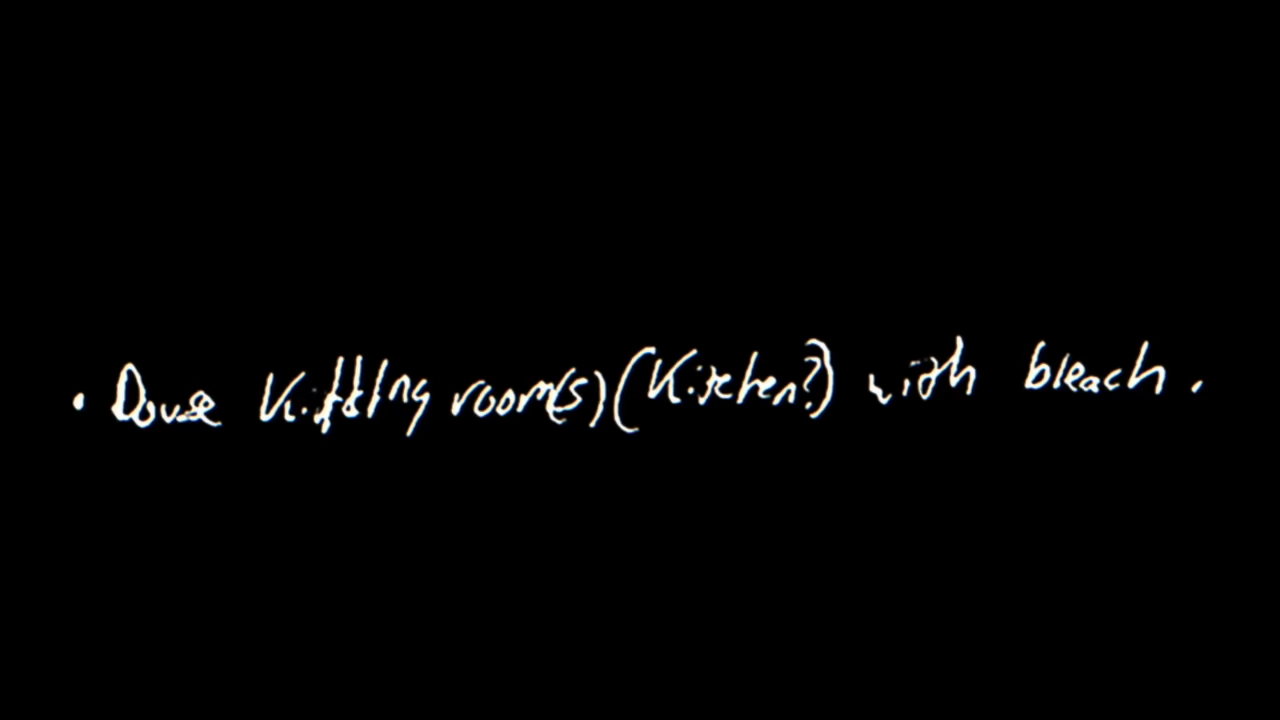 • Douse Killing room(s) (Kitchen?) with bleach.